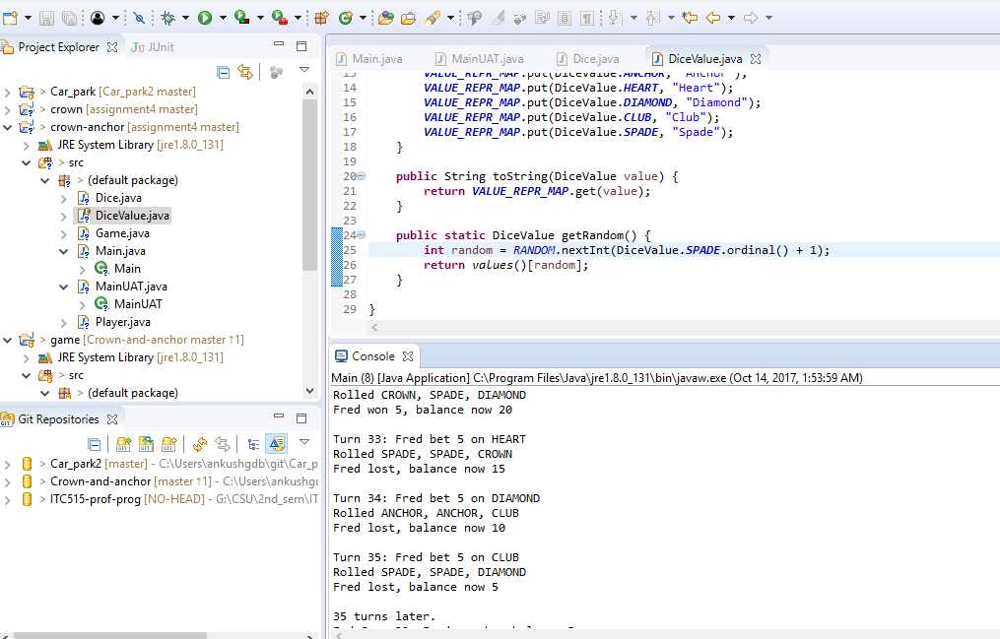 Project Explorer
JUnit
> Car_park [Car_park2 master]
> crown [assignment4 master]
> crown-anchor [assignment4 master]
JRE System Library [jre1.8.0_131]
> src
> (default package)
Dice.java
DiceValue.java
Game.java
Main.java
Main
MainUAT.java
MainUAT
Player.java
> game [Crown-and-anchor master ↑1]
JRE System Library [jre1.8.0_131]
> src
> (default package)
Git Repositories
> Car_park2 [master] - C:\Users\ankushgdb\git\Car_p
> Crown-and-anchor [master ↑1] - C:\Users\ankushgd
> ITC515-prof-prog [NO-HEAD] - G:\CSU\2nd_sem\IT
Main.java MainUAT.java Dice.java DiceValue.java
13 VALUE_REPR_MAP.put(DiceValue.ANCHOR, "Anchor");
14 VALUE_REPR_MAP.put(DiceValue.HEART, "Heart");
15 VALUE_REPR_MAP.put(DiceValue.DIAMOND, "Diamond");
16 VALUE_REPR_MAP.put(DiceValue.CLUB, "Club");
17 VALUE_REPR_MAP.put(DiceValue.SPADE, "Spade");
18 }
19
20 public String toString(DiceValue value) {
21 return VALUE_REPR_MAP.get(value);
22 }
23
24 public static DiceValue getRandom() {
25 int random = RANDOM.nextInt(DiceValue.SPADE.ordinal() + 1);
26 return values()[random];
27 }
28
29 }
Console
Main (8) [Java Application] C:\Program Files\Java\jre1.8.0_131\bin\javaw.exe (Oct 14, 2017, 1:53:59 AM)
Rolled CROWN, SPADE, DIAMOND
Fred won 5, balance now 20
Turn 33: Fred bet 5 on HEART
Rolled SPADE, SPADE, CROWN
Fred lost, balance now 15
Turn 34: Fred bet 5 on DIAMOND
Rolled ANCHOR, ANCHOR, CLUB
Fred lost, balance now 10
Turn 35: Fred bet 5 on CLUB
Rolled SPADE, SPADE, DIAMOND
Fred lost, balance now 5
35 turns later.